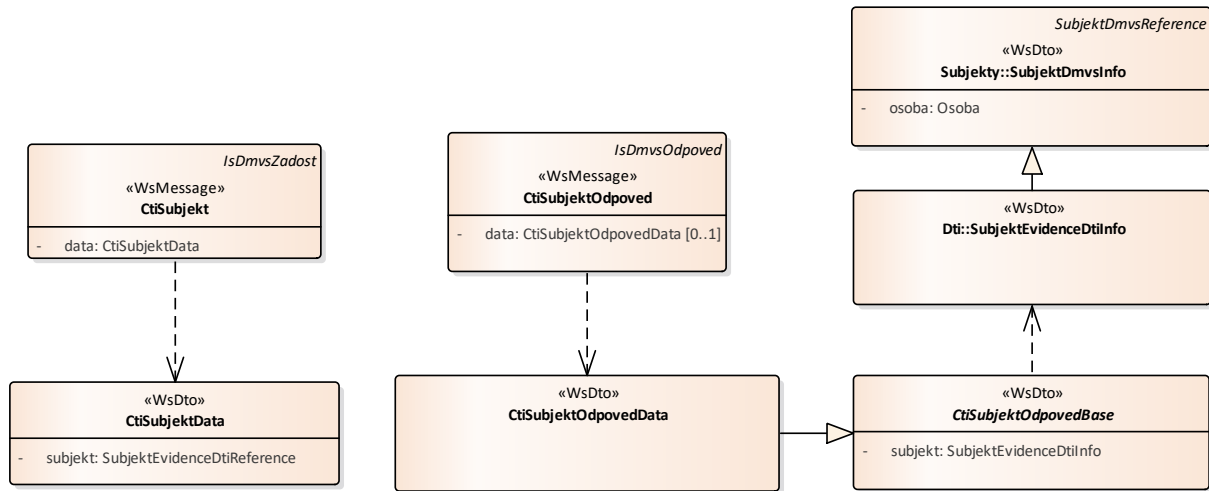 SubjektDmvsReference
«WsDto»
Subjekty::SubjektDmvsInfo
- osoba: Osoba
IsDmvsZadost
«WsMessage»
CtiSubjekt
- data: CtiSubjektData
IsDmvsOdpoved
«WsMessage»
CtiSubjektOdpoved
- data: CtiSubjektOdpovedData [0..1]
«WsDto»
Dti::SubjektEvidenceDtiInfo
«WsDto»
CtiSubjektData
- subjekt: SubjektEvidenceDtiReference
«WsDto»
CtiSubjektOdpovedData
«WsDto»
CtiSubjektOdpovedBase
- subjekt: SubjektEvidenceDtiInfo